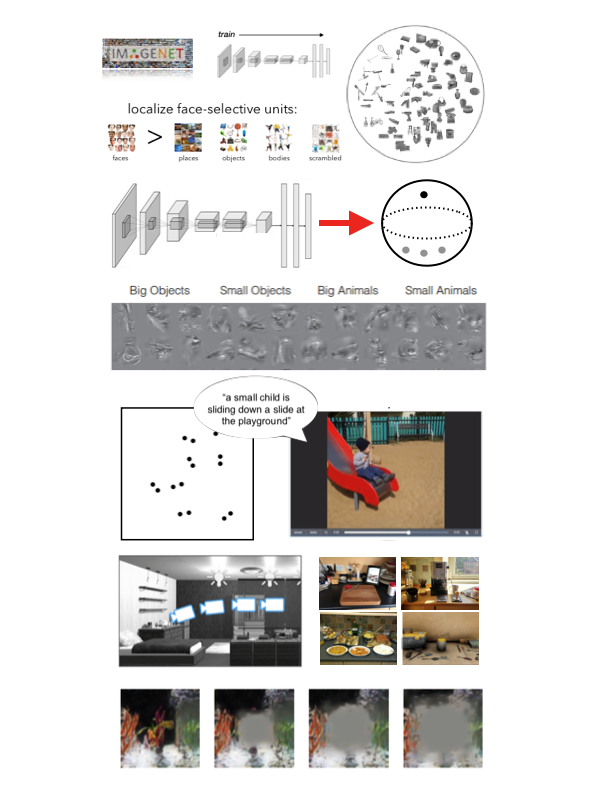 IMAGENET
train
localize face-selective units:
>
faces
places
objects
bodies
scrambled
Big Objects Small Objects Big Animals Small Animals
"a small child is
sliding down a slide at
the playground"